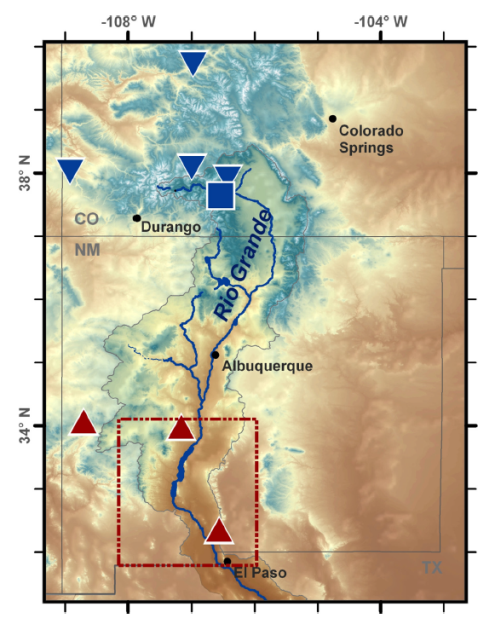 -108° W
-104° W
Colorado
Springs
38° N
CO
Durango
NM
Rio Grande
Albuquerque
34° N
El Paso
TX